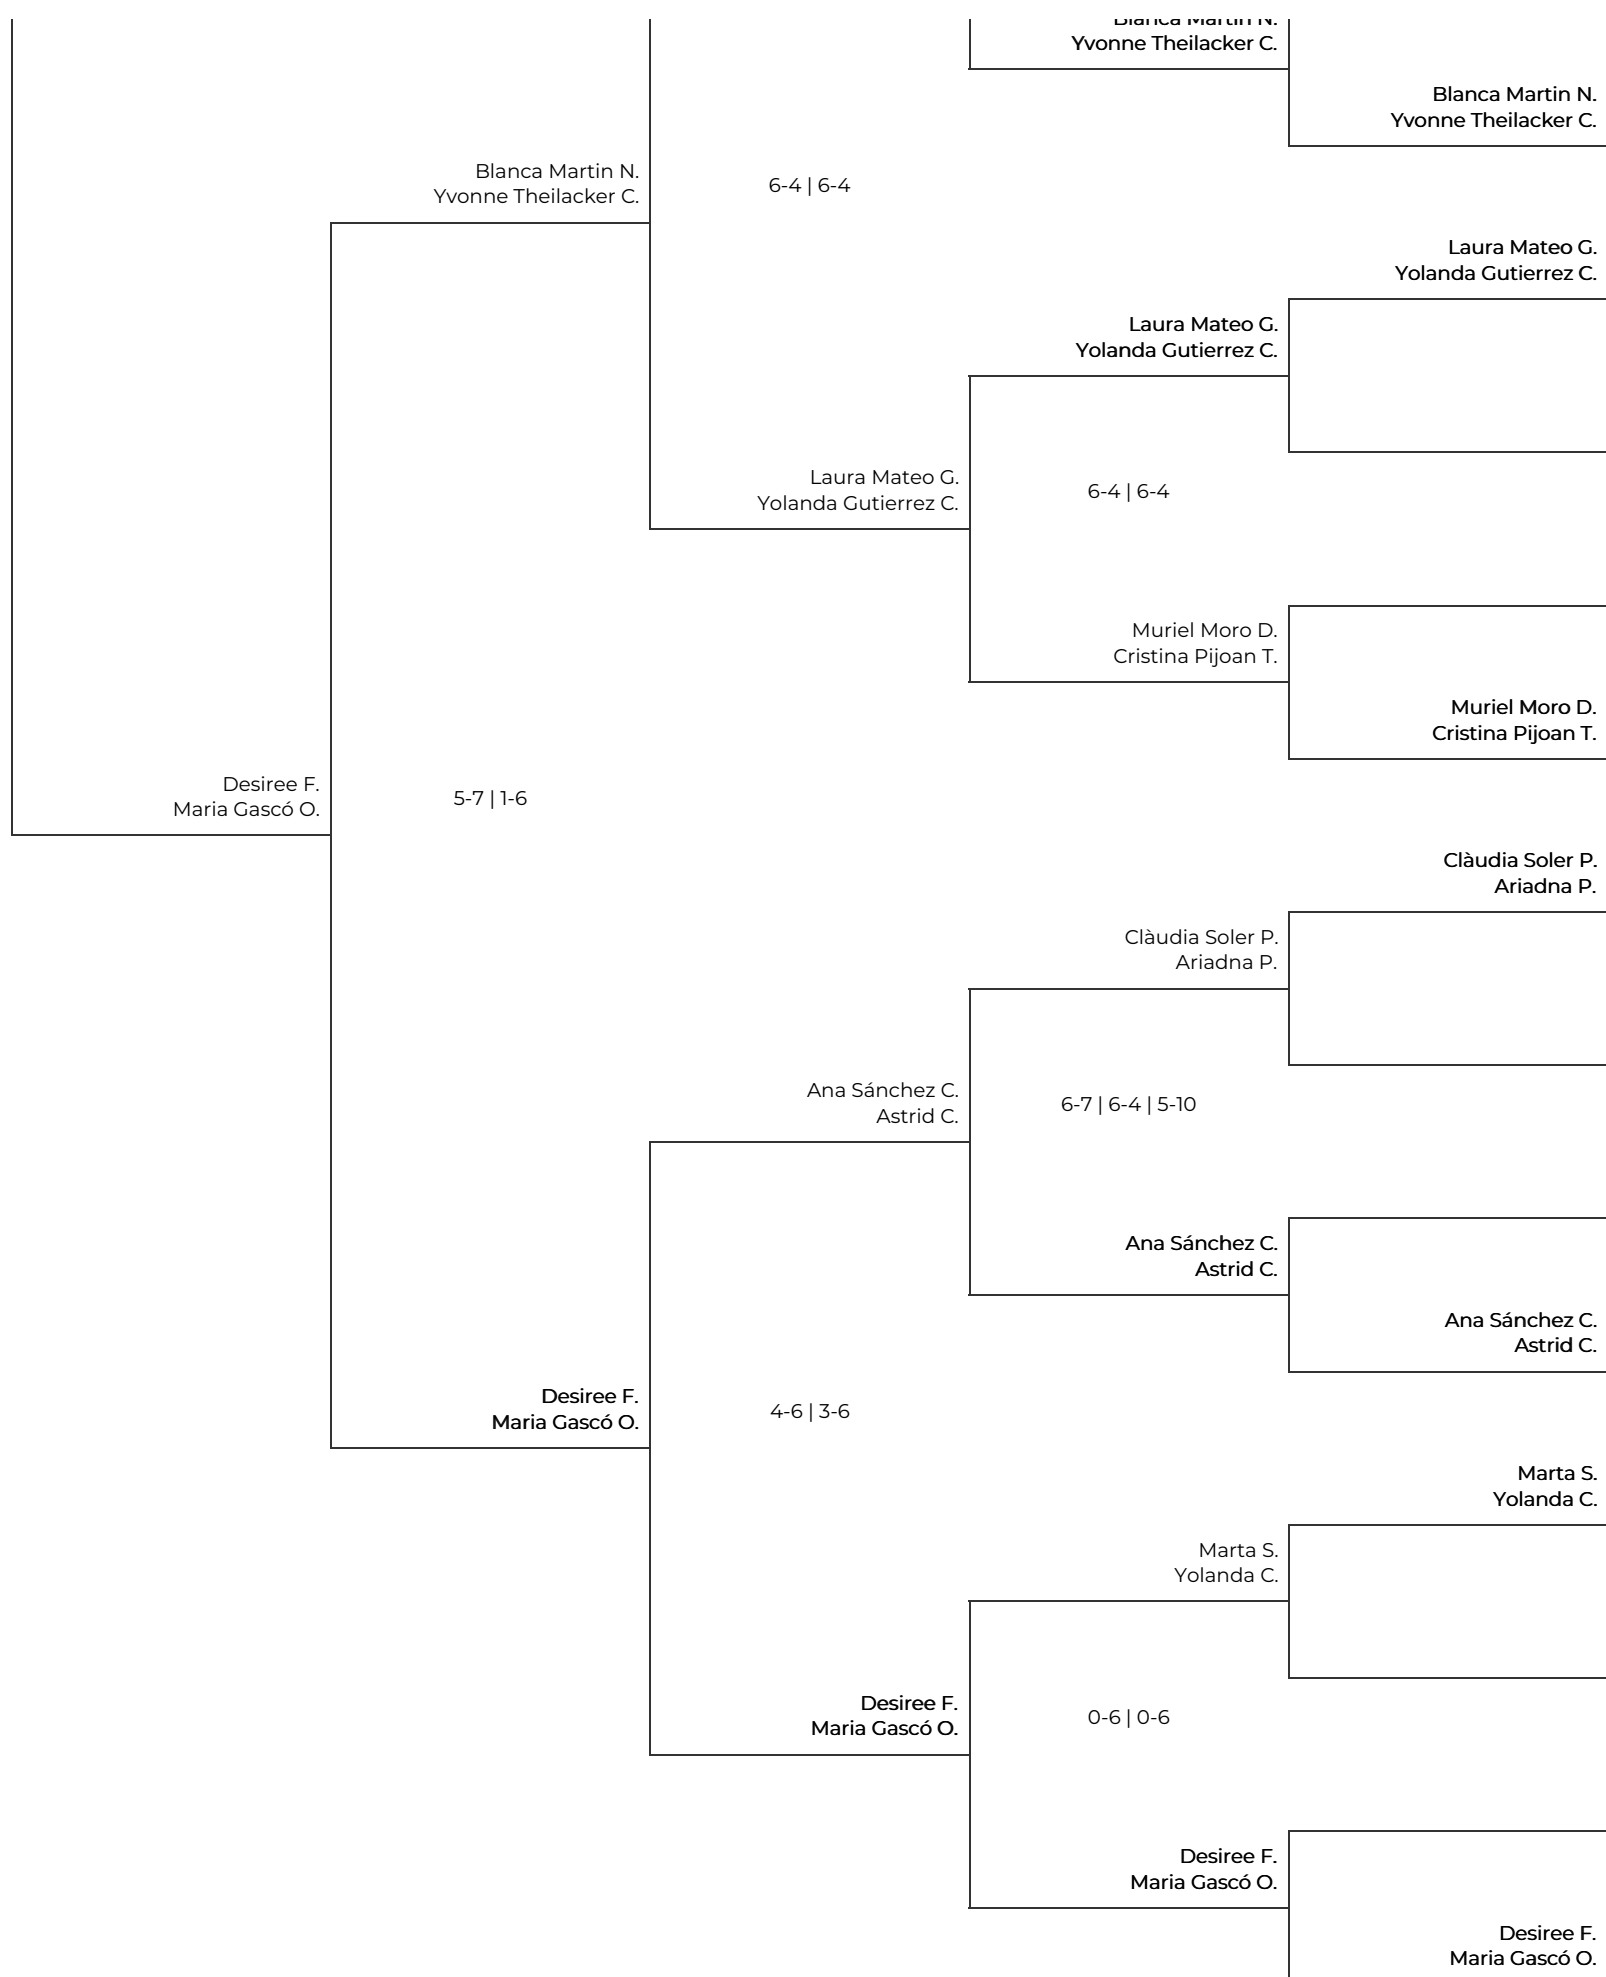 Blanca Martin N.
Yvonne Theilacker C.
Blanca Martin N.
Yvonne Theilacker C.
Blanca Martin N.
Yvonne Theilacker C.
6-4 | 6-4
Laura Mateo G.
Yolanda Gutierrez C.
Laura Mateo G.
Yolanda Gutierrez C.
Laura Mateo G.
Yolanda Gutierrez C.
6-4 | 6-4
Muriel Moro D.
Cristina Pijoan T.
Muriel Moro D.
Cristina Pijoan T.
Desiree F.
Maria Gascó O.
5-7 | 1-6
Clàudia Soler P.
Ariadna P.
Clàudia Soler P.
Ariadna P.
Ana Sánchez C.
Astrid C.
6-7 | 6-4 | 5-10
Ana Sánchez C.
Astrid C.
Ana Sánchez C.
Astrid C.
Desiree F.
Maria Gascó O.
4-6 | 3-6
Marta S.
Yolanda C.
Marta S.
Yolanda C.
Desiree F.
Maria Gascó O.
0-6 | 0-6
Desiree F.
Maria Gascó O.
Desiree F.
Maria Gascó O.